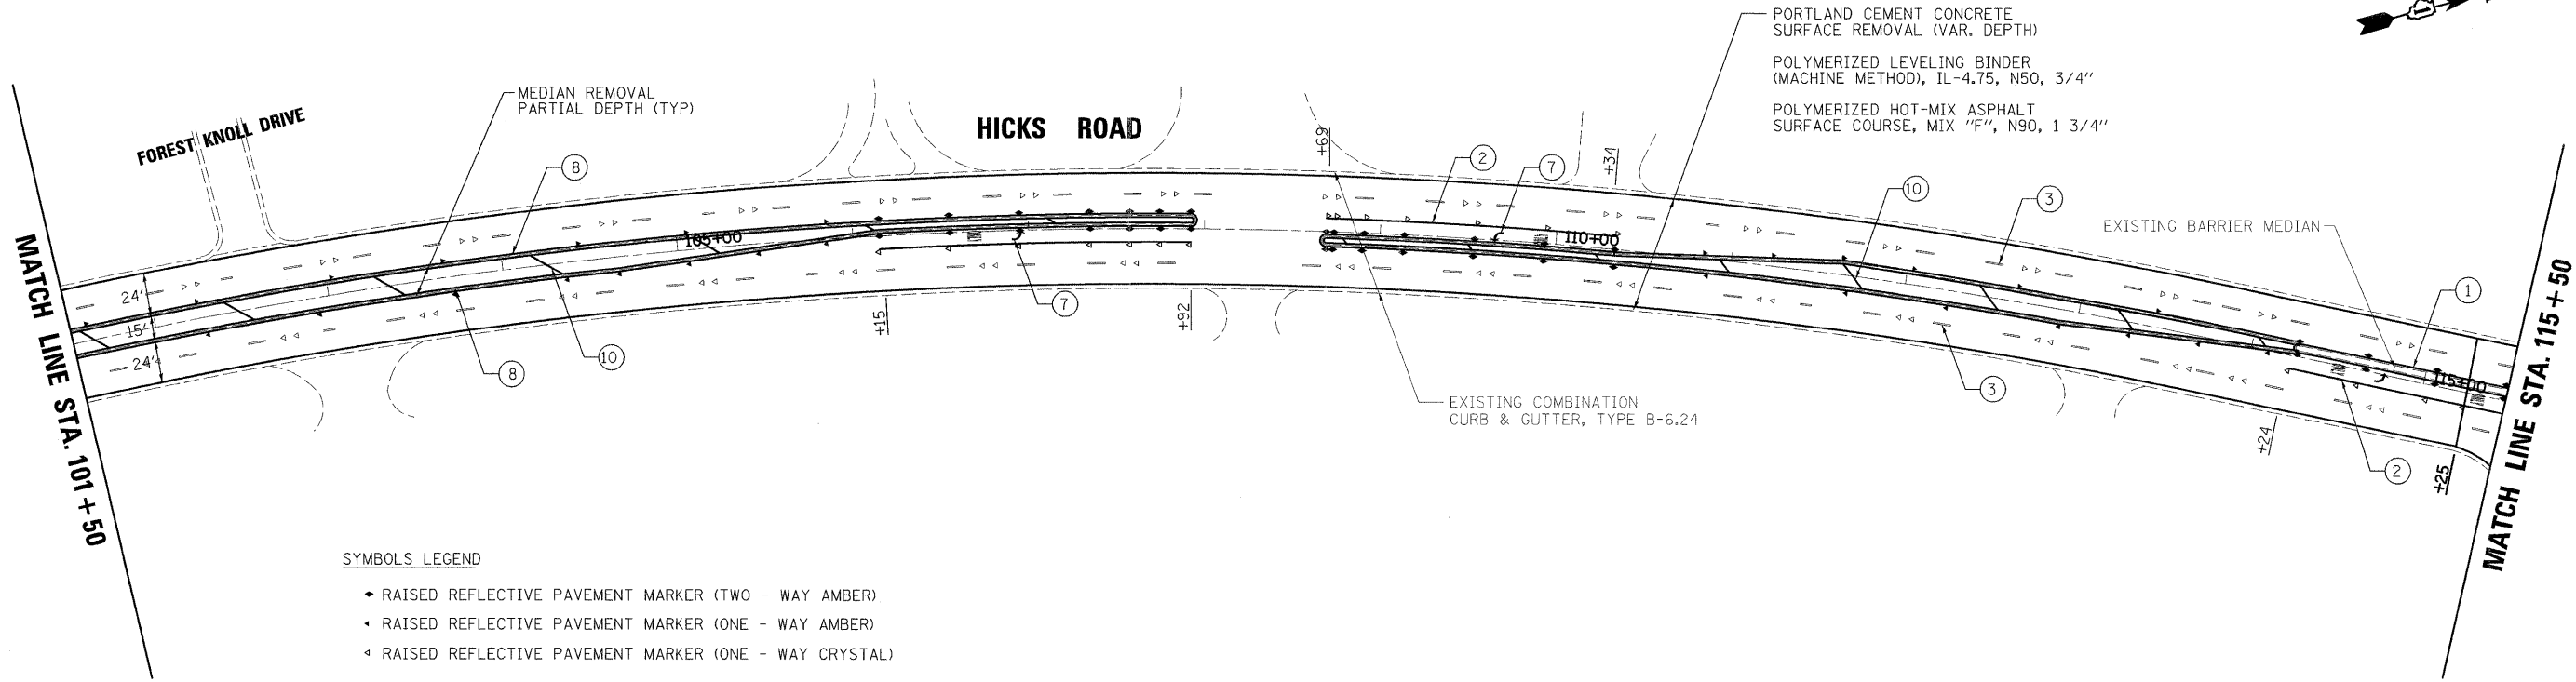 PORTLAND CEMENT CONCRETE
SURFACE REMOVAL (VAR. DEPTH)
POLYMERIZED LEVELING BINDER
(MACHINE METHOD), IL-4.75, N50, 3/4"
POLYMERIZED HOT-MIX ASPHALT
SURFACE COURSE, MIX "F", N90, 1 3/4"
MEDIAN REMOVAL
PARTIAL DEPTH (TYP)
FOREST KNOLL DRIVE
HICKS ROAD
+69
+34
2
7
8
10
3
EXISTING BARRIER MEDIAN
105+00
110+00
1
115+00
24'
15'
24'
+15
7
+92
10
8
3
EXISTING COMBINATION
CURB & GUTTER, TYPE B-6.24
+24
2
+25
MATCH LINE STA. 101+50
MATCH LINE STA. 115+50
SYMBOLS LEGEND
RAISED REFLECTIVE PAVEMENT MARKER (TWO - WAY AMBER)
RAISED REFLECTIVE PAVEMENT MARKER (ONE - WAY AMBER)
RAISED REFLECTIVE PAVEMENT MARKER (ONE - WAY CRYSTAL)